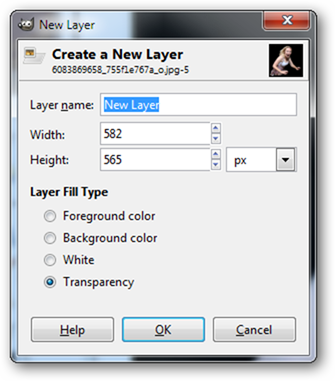 New Layer
Create a New Layer
6083869658_755f1e767a_o.jpg-5
Layer name: New Layer
Width: 582
Height: 565 px
Layer Fill Type
Foreground color
Background color
White
Transparency
Help OK Cancel